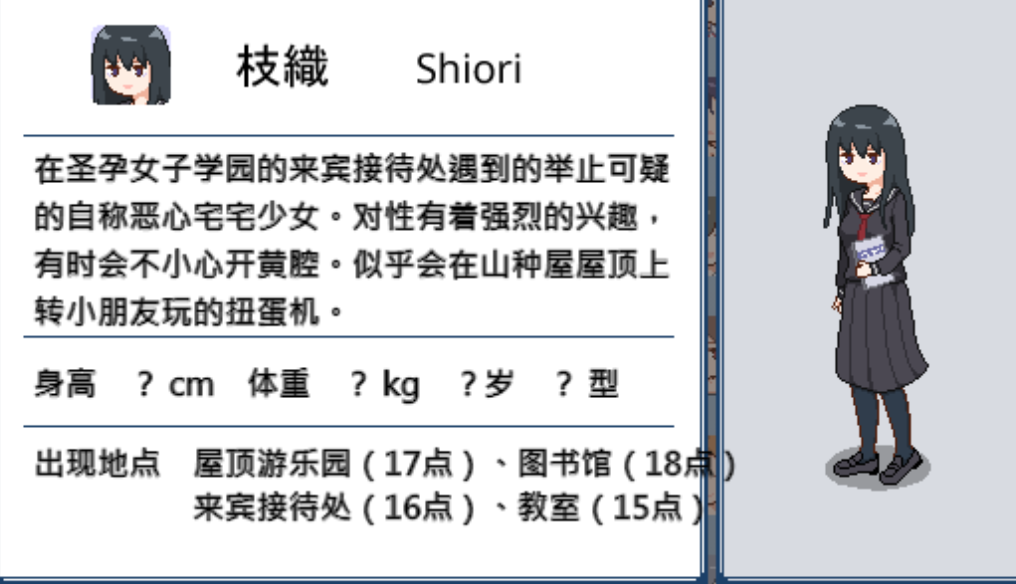 枝織 Shiori
在圣孕女子学园的来宾接待处遇到的举止可疑
的自称恶心宅宅少女。对性有着强烈的兴趣，
有时会不小心开黄腔。似乎会在山种屋屋顶上
转小朋友玩的扭蛋机。
身高 ？cm 体重 ？kg ？岁 ？型
出现地点 屋顶游乐园（17点）、图书馆（18点）
来宾接待处（16点）、教室（15点）